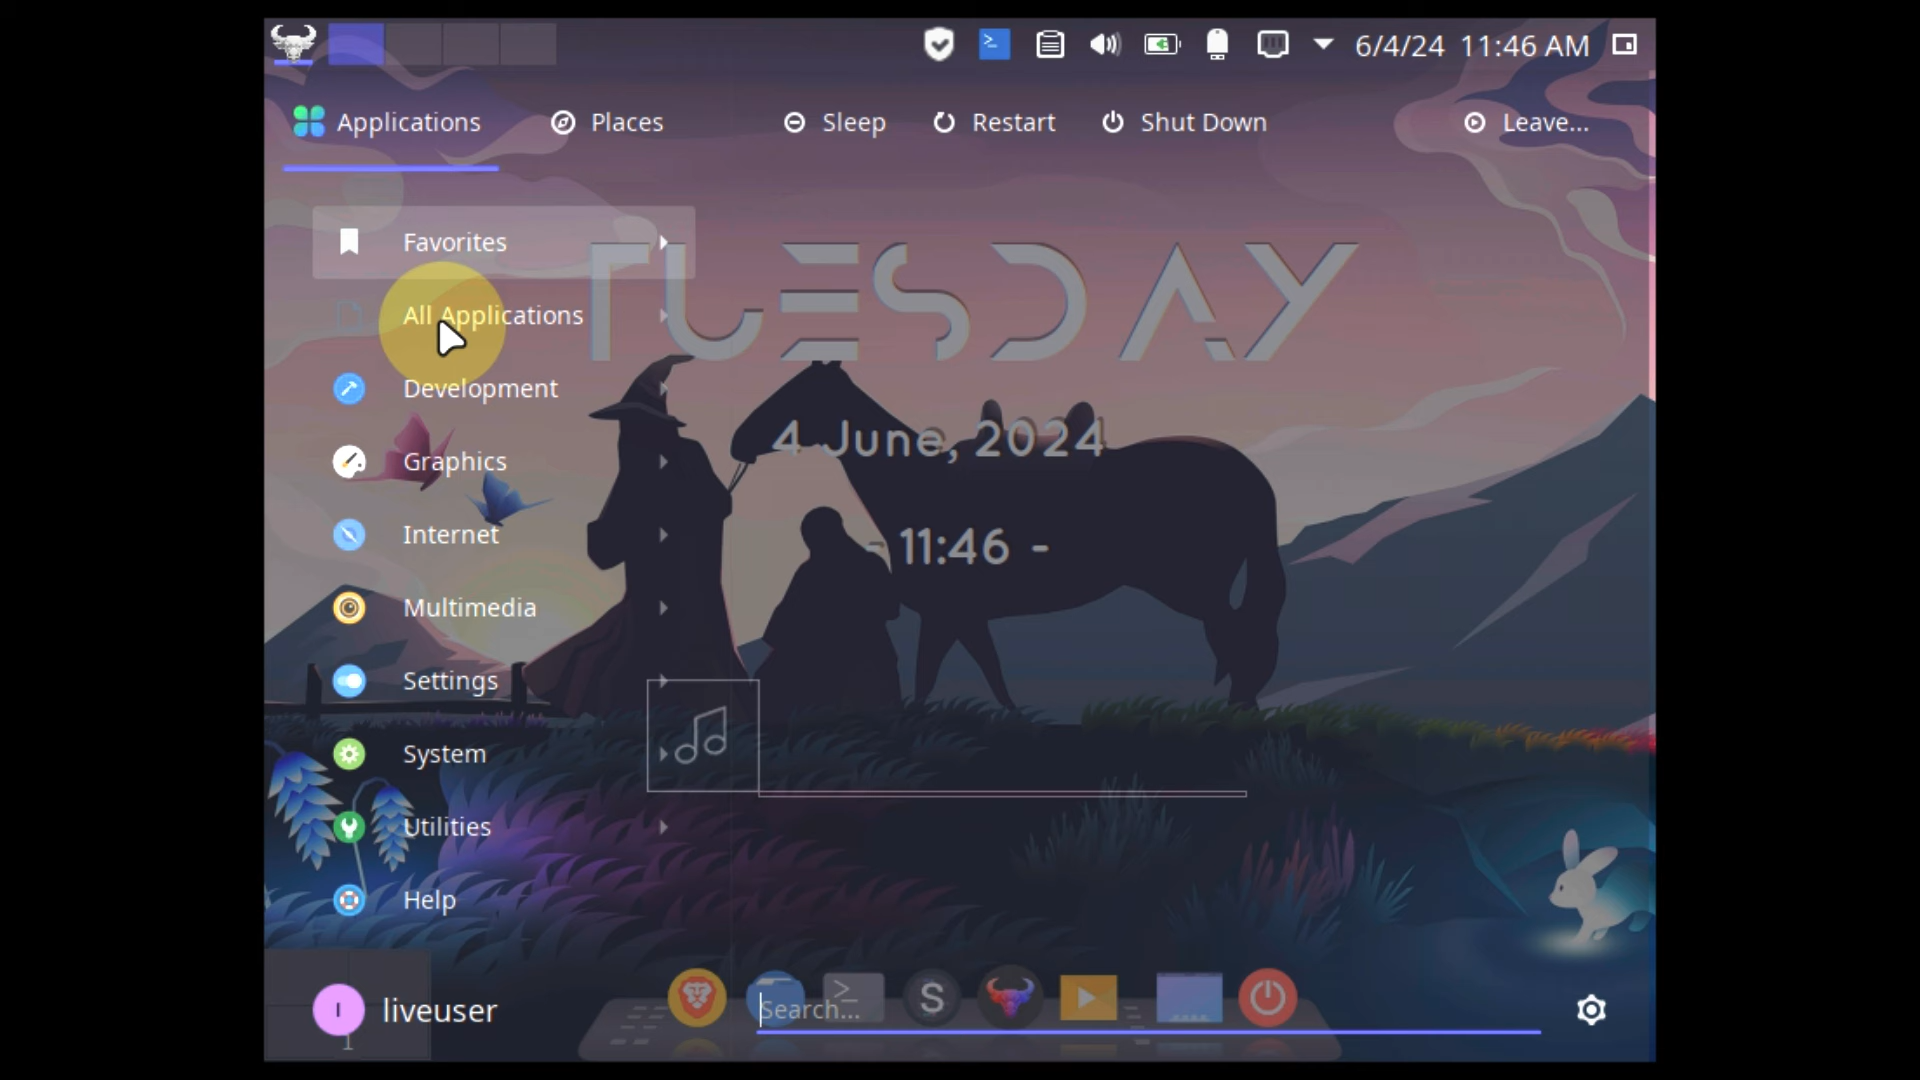 6/4/24 11:46 AM
Applications Places Sleep Restart Shut Down Leave...
Favorites
TUESDAY
All Applications
Development
4 June, 2024
Graphics
Internet
- 11:46 -
Multimedia
Settings
System
Utilities
Help
I liveuser
Search...
S
1